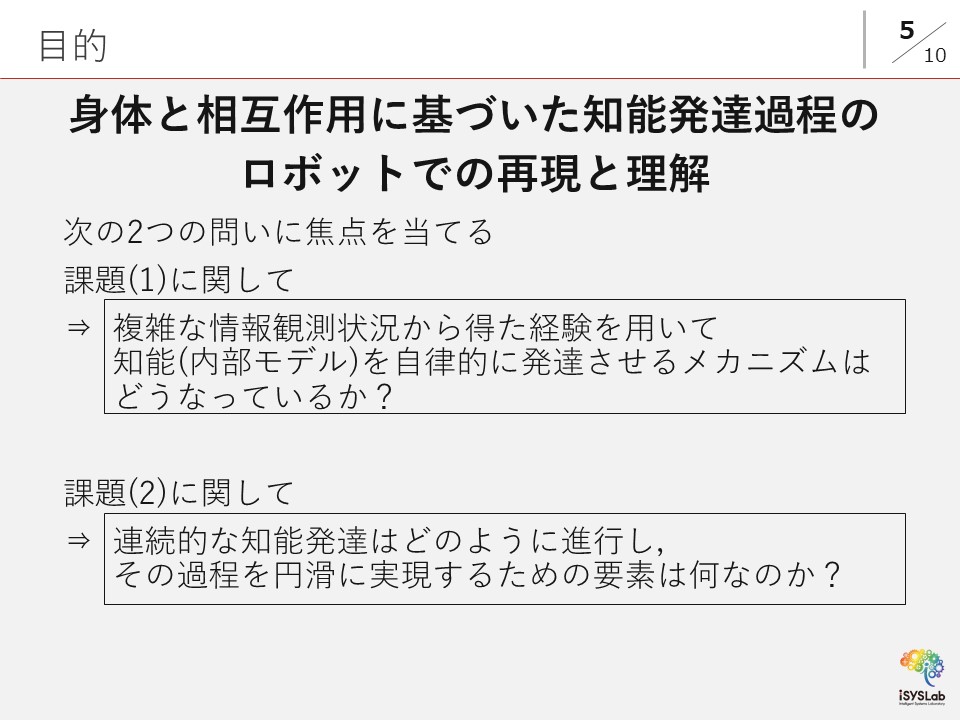 目的
5
10
身体と相互作用に基づいた知能発達過程の
ロボットでの再現と理解
次の2つの問いに焦点を当てる
課題(1)に関して
⇒ 複雑な情報観測状況から得た経験を用いて
知能(内部モデル)を自律的に発達させるメカニズムは
どうなっているか？
課題(2)に関して
⇒ 連続的な知能発達はどのように進行し,
その過程を円滑に実現するための要素は何なのか？
iSYSLab
Intelligent Systems Laboratory